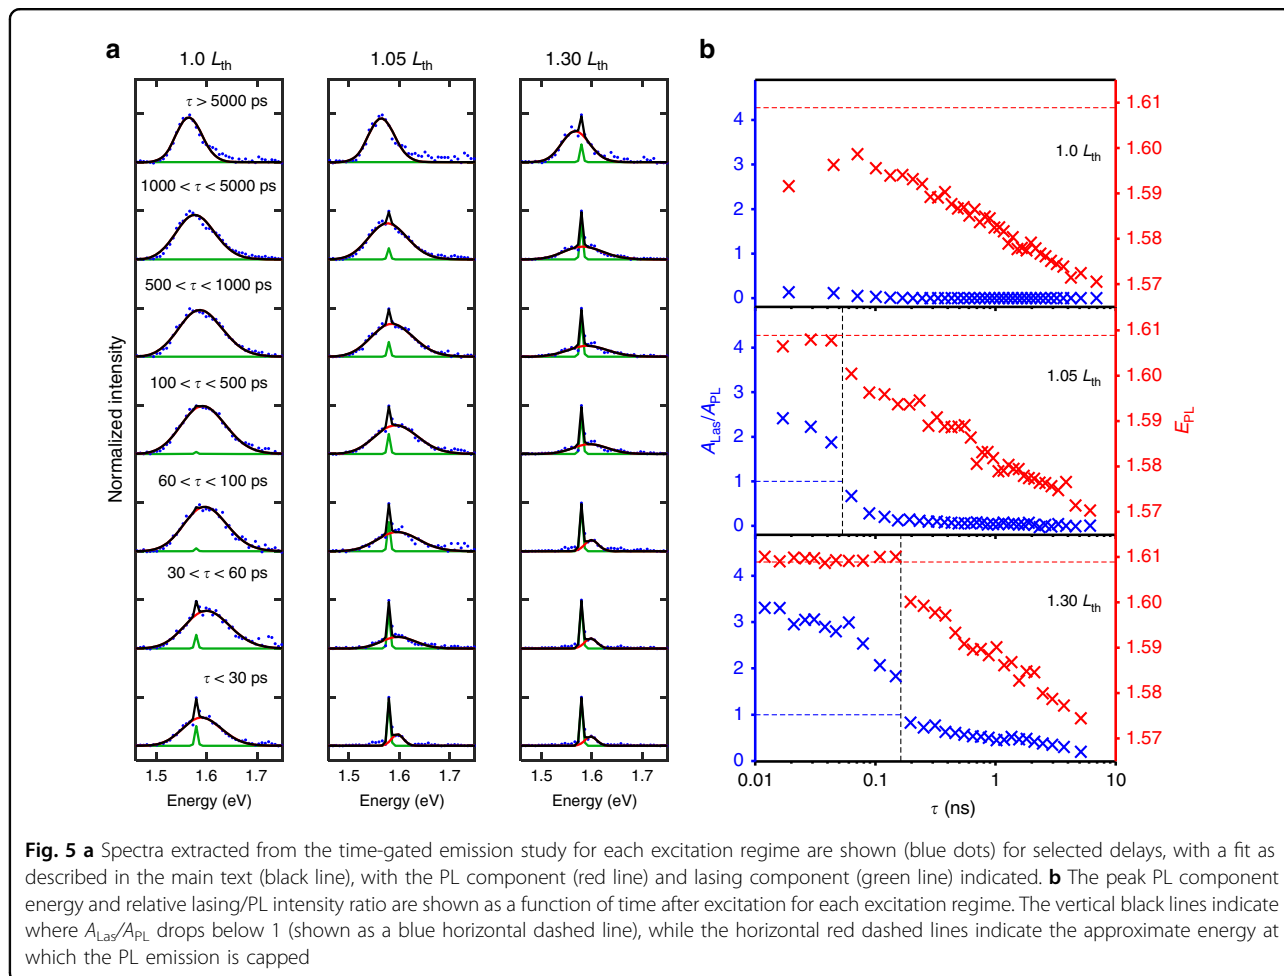 a
1.0 Lth
1.05 Lth
1.30 Lth
τ > 5000 ps
1000 < τ < 5000 ps
500 < τ < 1000 ps
100 < τ < 500 ps
60 < τ < 100 ps
30 < τ < 60 ps
τ < 30 ps
Normalized intensity
1.5 1.6 1.7
1.5 1.6 1.7
1.5 1.6 1.7
Energy (eV)
Energy (eV)
Energy (eV)
b
4
3
2
1
0
4
3
2
1
0
4
3
2
1
0
ALas/APL
1.0 Lth
1.05 Lth
1.30 Lth
1.61
1.60
1.59
1.58
1.57
1.61
1.60
1.59
1.58
1.57
1.61
1.60
1.59
1.58
1.57
EPL
0.01 0.1 1 10
τ (ns)
Fig. 5 a Spectra extracted from the time-gated emission study for each excitation regime are shown (blue dots) for selected delays, with a fit as
described in the main text (black line), with the PL component (red line) and lasing component (green line) indicated. b The peak PL component
energy and relative lasing/PL intensity ratio are shown as a function of time after excitation for each excitation regime. The vertical black lines indicate
where ALas/APL drops below 1 (shown as a blue horizontal dashed line), while the horizontal red dashed lines indicate the approximate energy at
which the PL emission is capped